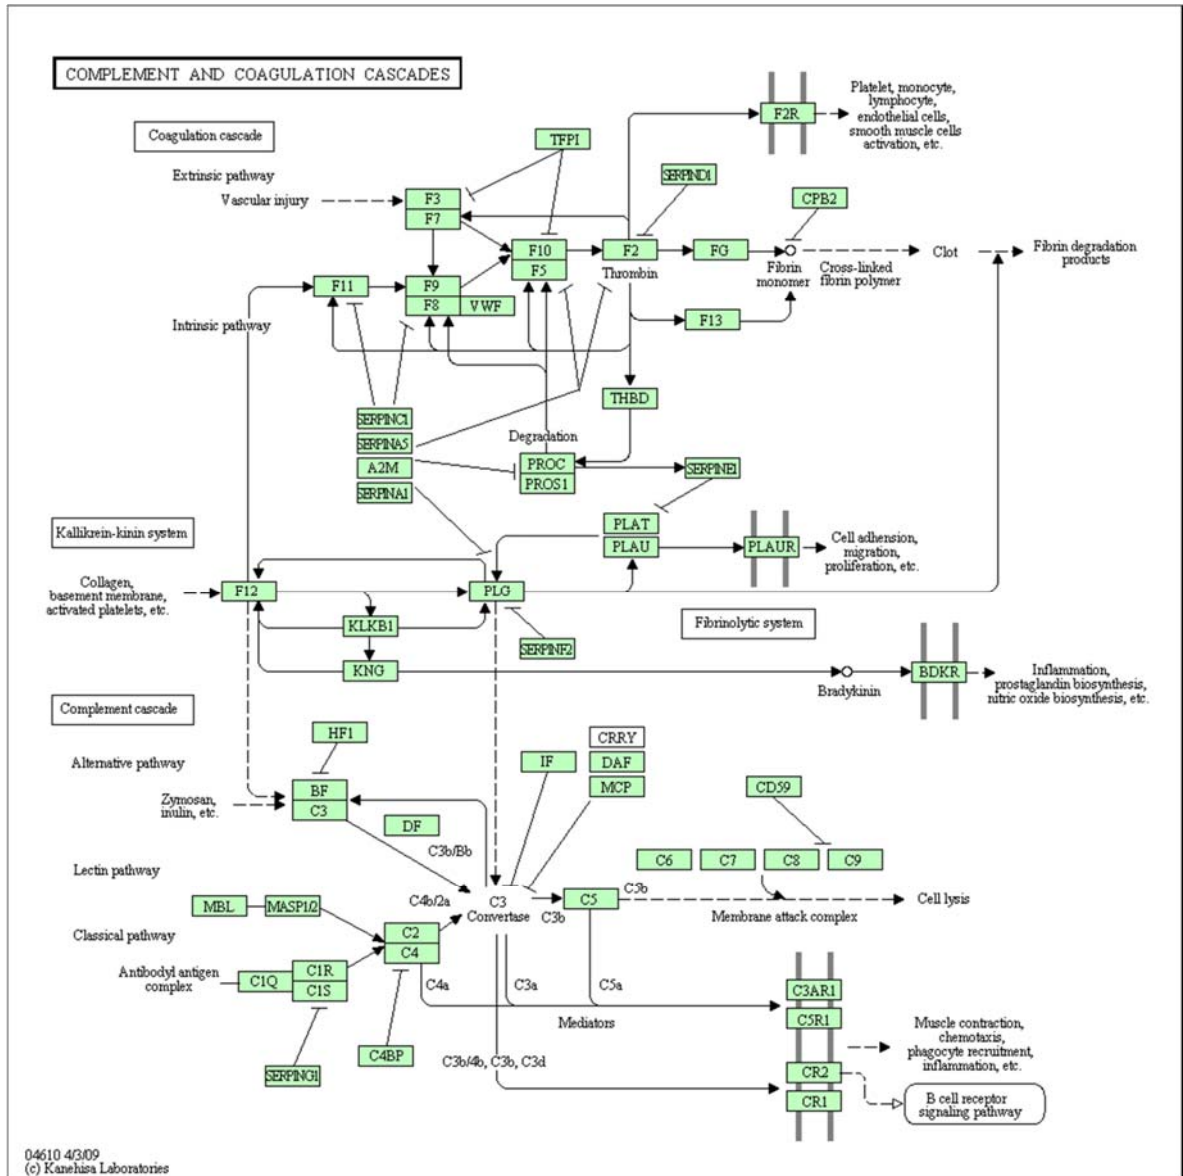 COMPLEMENT AND COAGULATION CASCADES
Platelet, monocyte,
lymphocyte,
endothelial cells,
smooth muscle cells
activation, etc.
F2R
Coagulation cascade
TFPI
Extrinsic pathway
Vascular injury
SERPIND1
CPB2
F3
F7
F10
F5
F2
Thrombin
FG
Fibrin
monomer
Cross-linked
fibrin polymer
Clot
Fibrin degradation
products
F11
F9
F8
VWF
F13
Intrinsic pathway
THBD
SERPINC1
SERPINA5
A2M
SERPINA1
Degradation
PROC
PROS1
SERPINE1
PLAT
PLAU
PLAUR
Cell adhension,
migration,
proliferation, etc.
Kallikrein-kinin system
Collagen,
basement membrane,
activated platelets, etc.
F12
PLG
KLKB1
KNG
SERPINF2
Fibrinolytic system
Bradykinin
BDKR
Inflammation,
prostaglandin biosynthesis,
nitric oxide biosynthesis, etc.
Complement cascade
HF1
Alternative pathway
IF
CRRY
DAF
MCP
CD59
Zymosan,
inulin, etc.
BF
C3
DF
C3b/Bb
Lectin pathway
C6
C7
C8
C9
MBL
MASP1/2
C4b/2a
C3
Convertase
C3b
C5
C5b
Membrane attack complex
Cell lysis
Classical pathway
C2
C4
Antibodyl antigen
complex
C1Q
C1R
C1S
C4a
C3a
C5a
Mediators
C3AR1
C5R1
Muscle contraction,
chemotaxis,
phagocyte recruitment,
inflammation, etc.
SERPING1
C4BP
C3b/4b, C3b, C3d
CR2
CR1
B cell receptor
signaling pathway
04610 4/3/09
(c) Kanehisa Laboratories